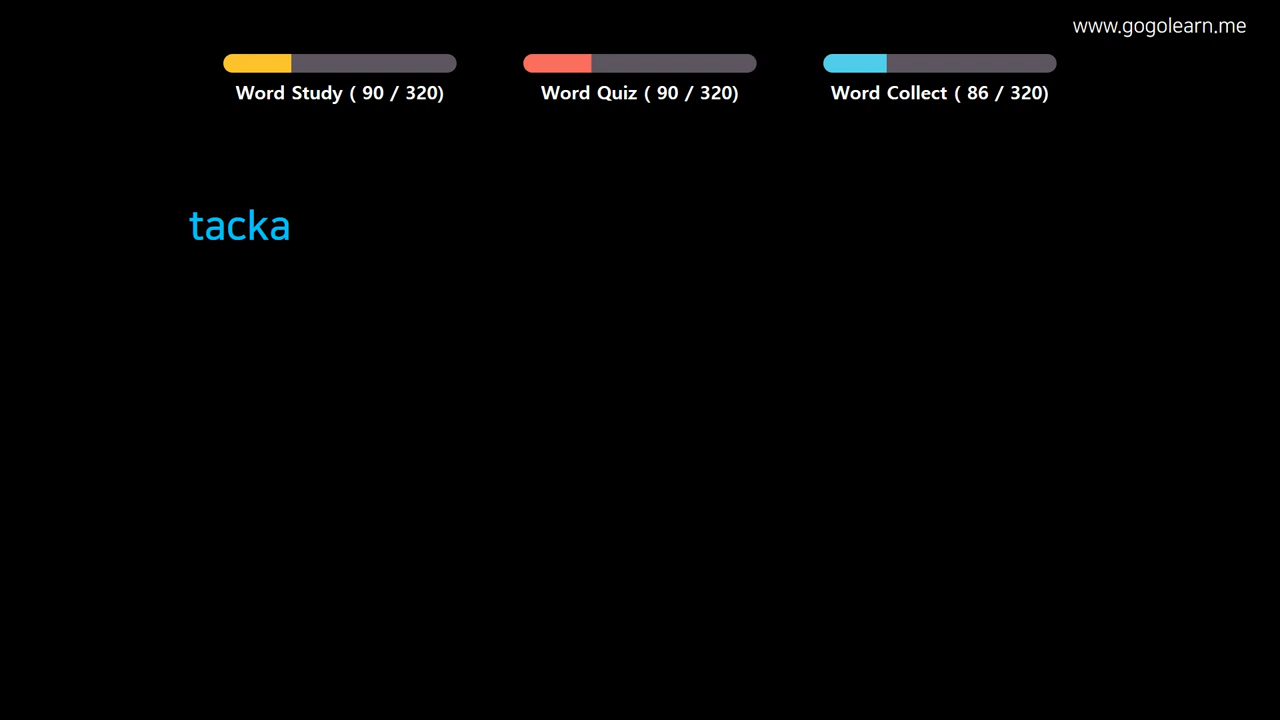 www.gogolearn.me
Word Study ( 90 / 320)
Word Quiz ( 90 / 320)
Word Collect ( 86 / 320)
tacka